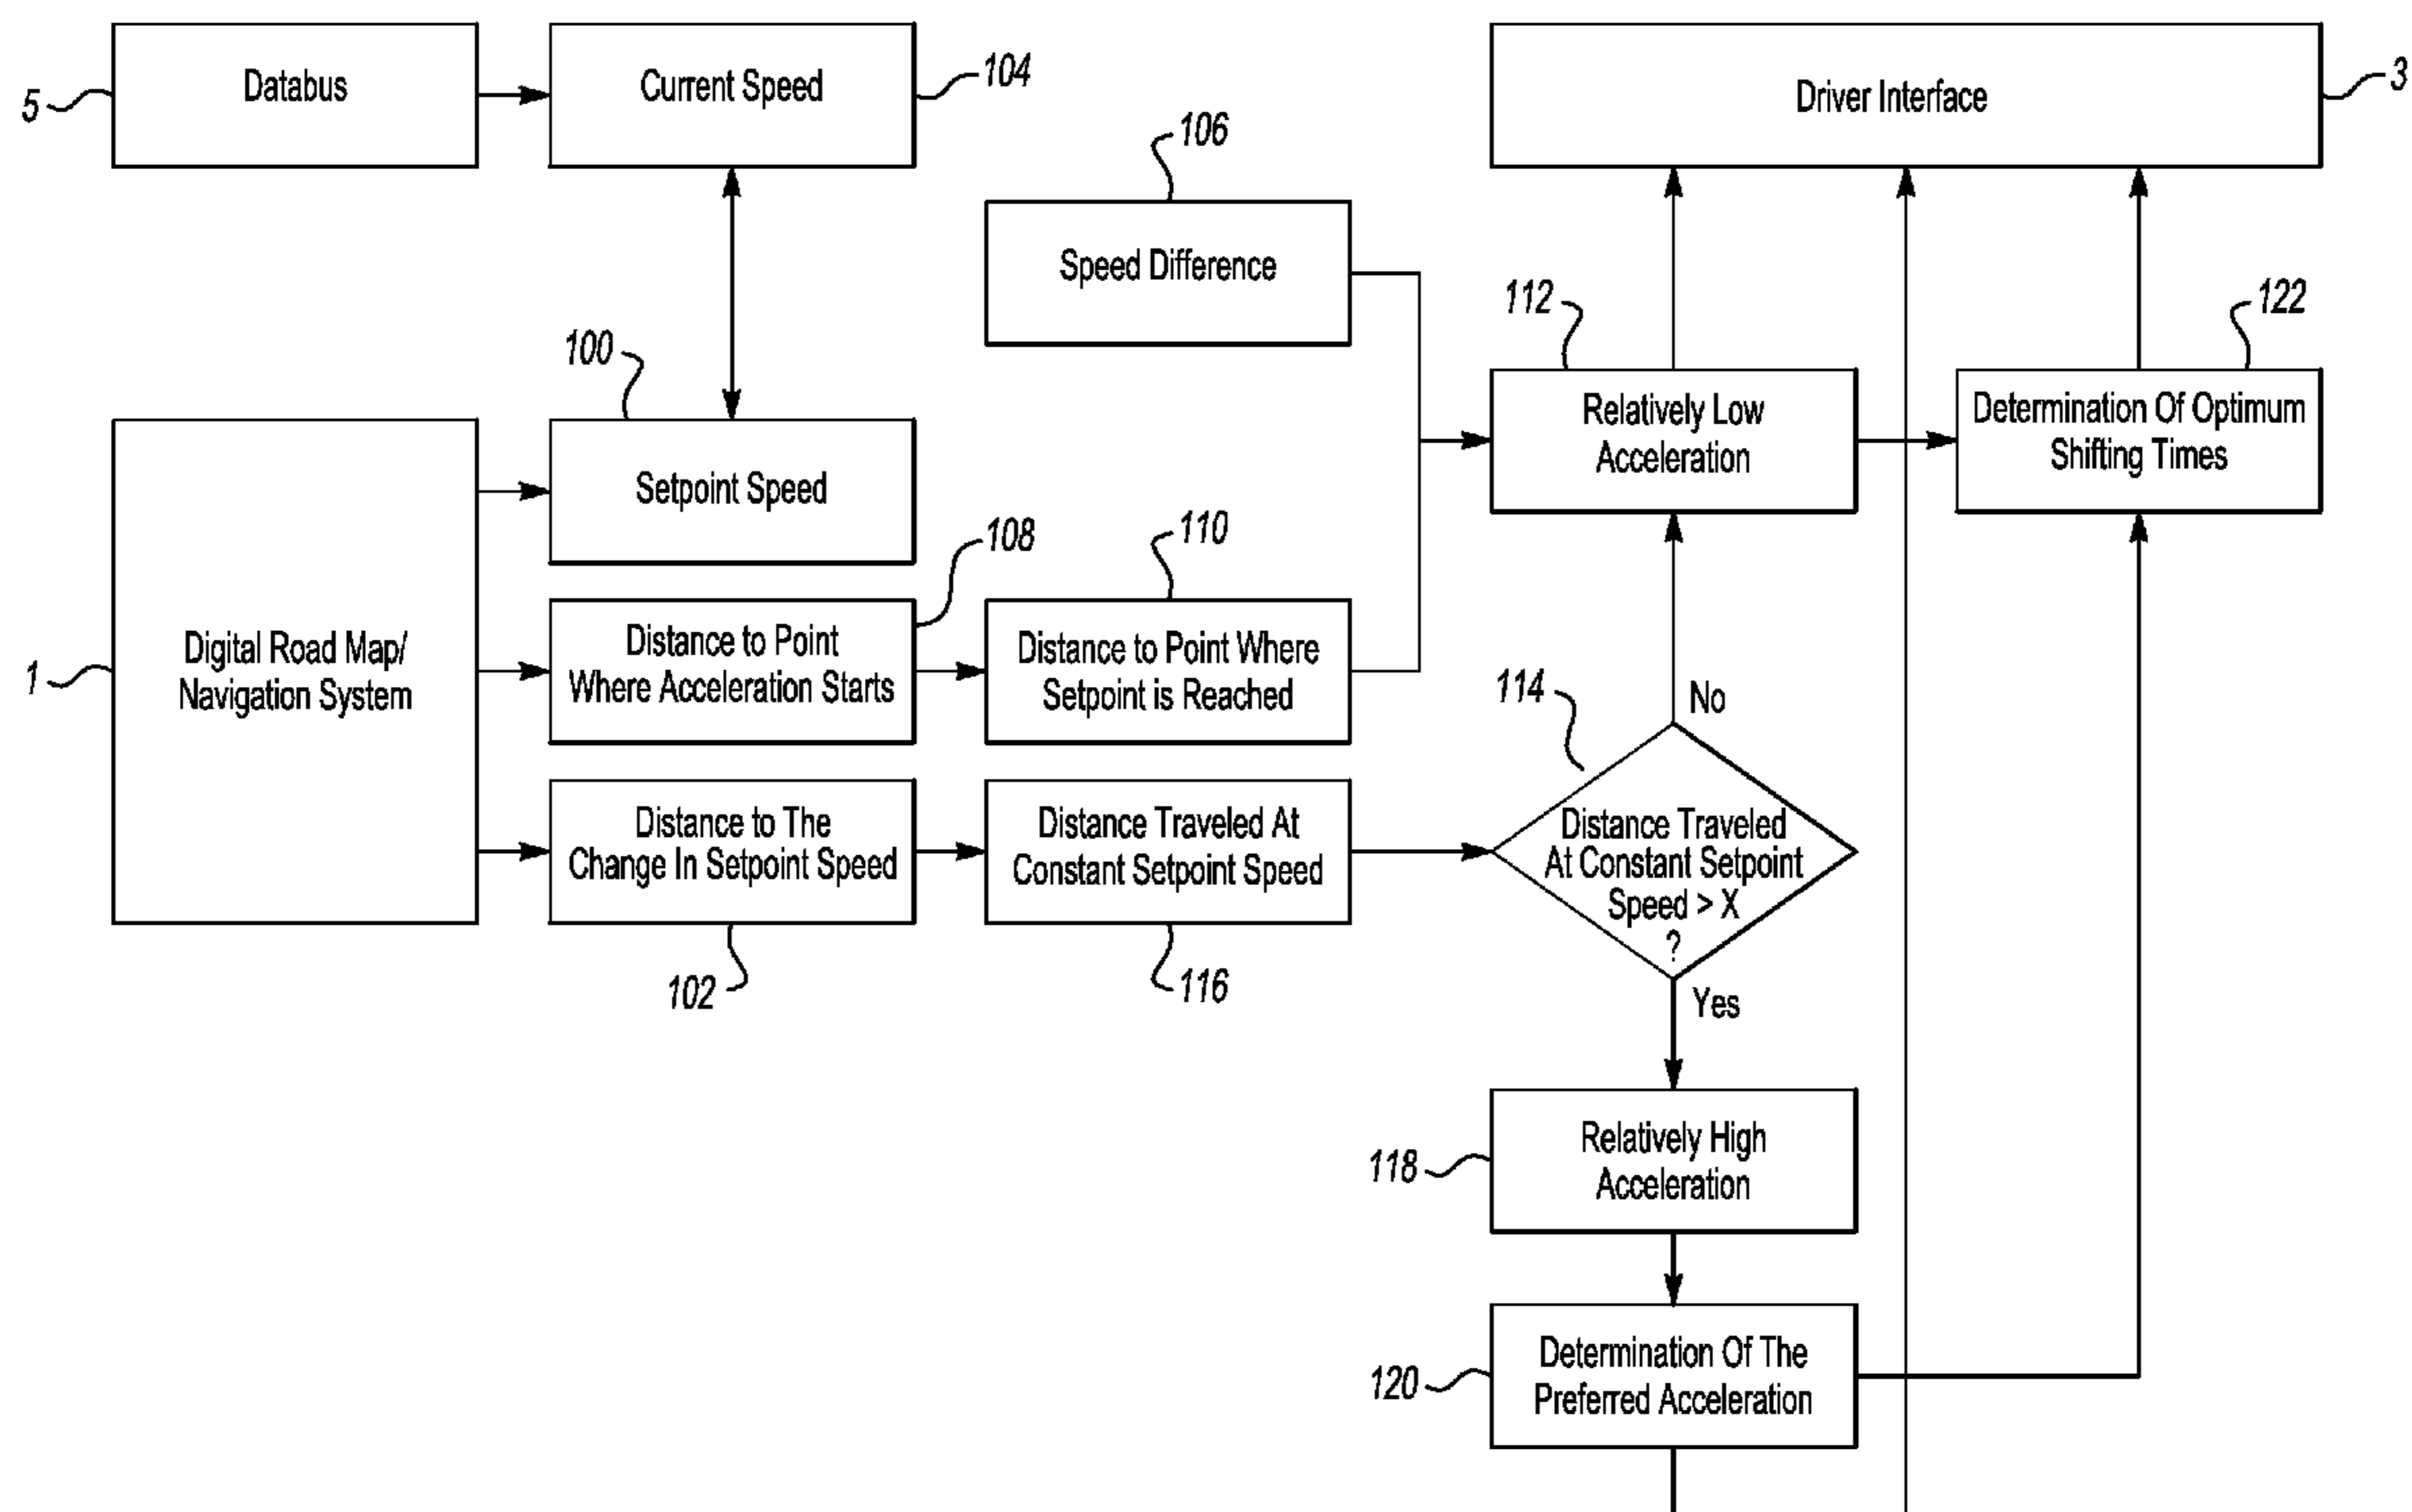 5
Databus
Current Speed
104
Driver Interface
3
106
Speed Difference
100
Setpoint Speed
112
Relatively Low
Acceleration
122
Determination Of Optimum
Shifting Times
1
Digital Road Map/
Navigation System
108
Distance to Point
Where Acceleration Starts
110
Distance to Point Where
Setpoint is Reached
Distance to The
Change In Setpoint Speed
102
Distance Traveled At
Constant Setpoint Speed
116
114
No
Distance Traveled
At Constant Setpoint
Speed > X
?
Yes
118
Relatively High
Acceleration
120
Determination Of The
Preferred Acceleration